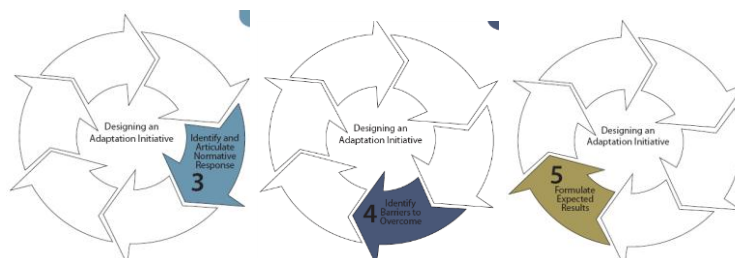 Designing an
Adaptation Initiative
Identify and
Articulate
Normative
Response
3
Designing an
Adaptation Initiative
4
Identify
Barriers to
Overcome
Designing an
Adaptation Initiative
5
Formulate
Expected
Results